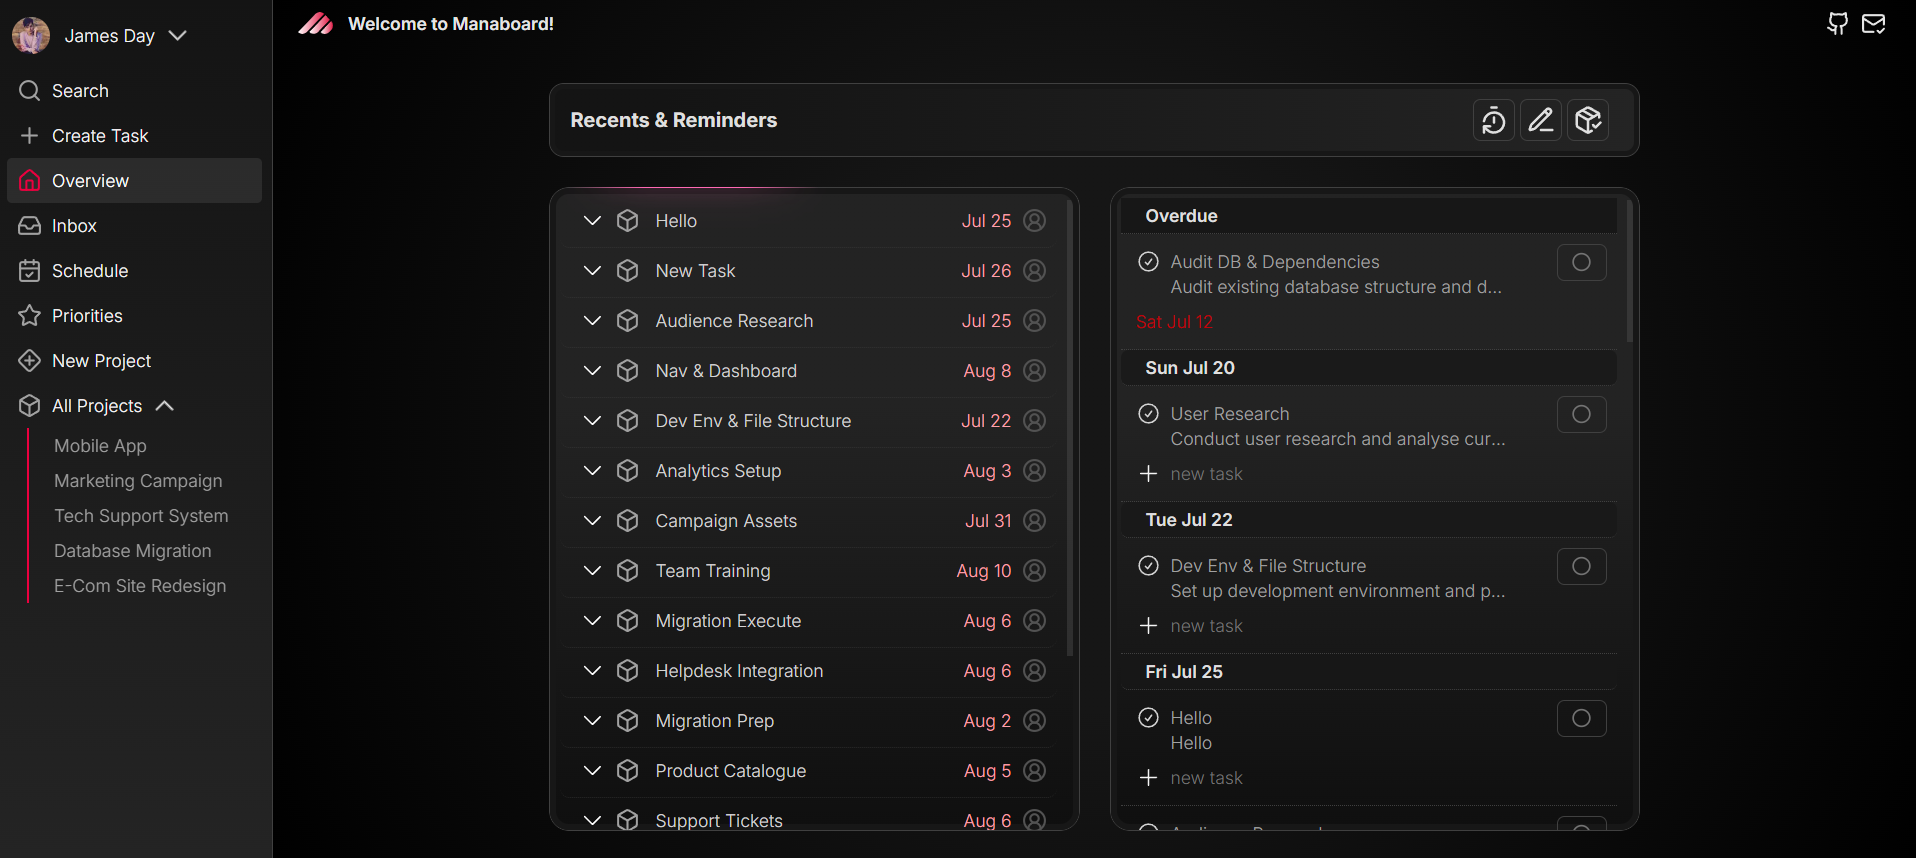 James Day
Search
Create Task
Overview
Inbox
Schedule
Priorities
New Project
All Projects
Mobile App
Marketing Campaign
Tech Support System
Database Migration
E-Com Site Redesign
Welcome to Manaboard!
Recents & Reminders
Hello Jul 25
New Task Jul 26
Audience Research Jul 25
Nav & Dashboard Aug 8
Dev Env & File Structure Jul 22
Analytics Setup Aug 3
Campaign Assets Jul 31
Team Training Aug 10
Migration Execute Aug 6
Helpdesk Integration Aug 6
Migration Prep Aug 2
Product Catalogue Aug 5
Support Tickets Aug 6
Overdue
Audit DB & Dependencies
Audit existing database structure and d...
Sat Jul 12
Sun Jul 20
User Research
Conduct user research and analyse cur...
new task
Tue Jul 22
Dev Env & File Structure
Set up development environment and p...
new task
Fri Jul 25
Hello
Hello
new task